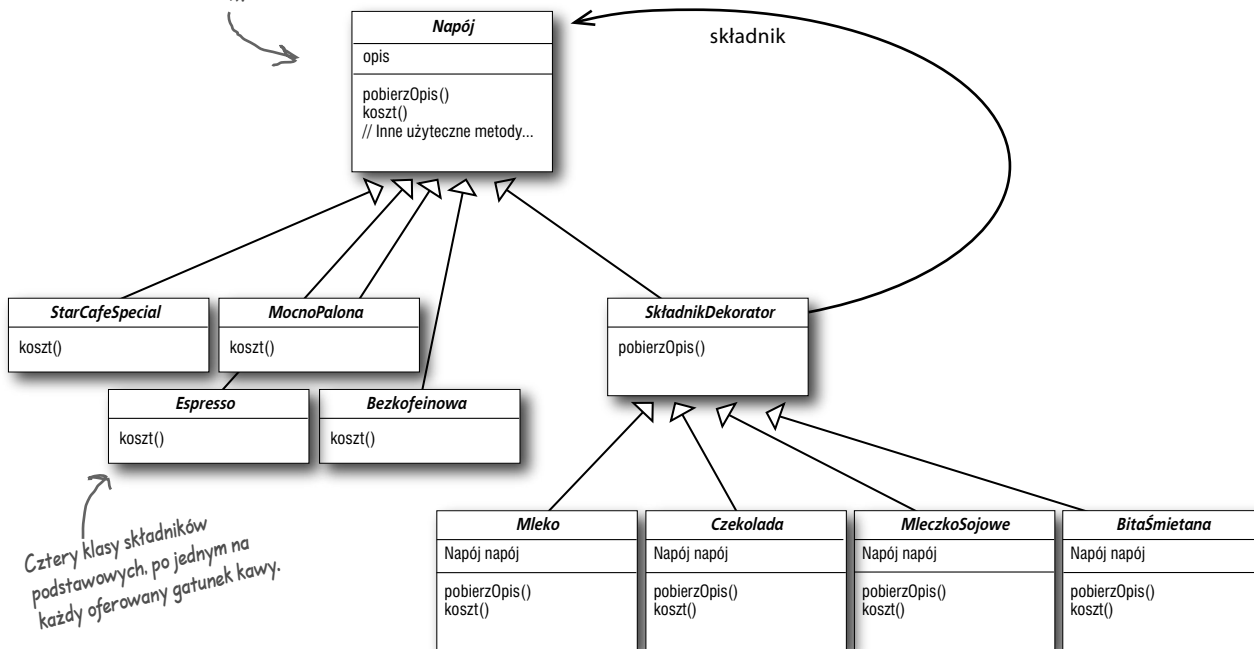 Napój
opis
pobierzOpis()
koszt()
// Inne użyteczne metody...
składnik
StarCafeSpecial
koszt()
MocnoPalona
koszt()
SkładnikDekorator
pobierzOpis()
Espresso
koszt()
Bezkofeinowa
koszt()
Cztery klasy składników
podstawowych, po jednym na
każdy oferowany gatunek kawy.
Mleko
Napój napój
pobierzOpis()
koszt()
Czekolada
Napój napój
pobierzOpis()
koszt()
MleczkoSojowe
Napój napój
pobierzOpis()
koszt()
BitaŚmietana
Napój napój
pobierzOpis()
koszt()